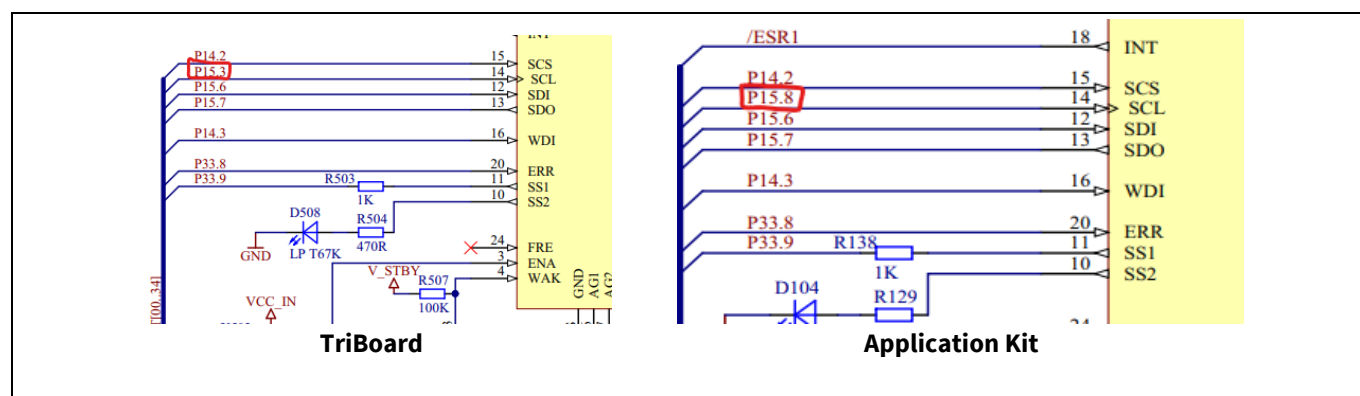 P14.2 15 SCS
P15.3 14 SCL
P15.6 12 SDI
P15.7 13 SDO
P14.3 16 WDI
P33.8 20 ERR
P33.9 R503 11 SS1
1K 10 SS2
D508 R504
GND LP T67K 470R
24 FRE
3 ENA
V_STBY R507 4 WAK
100K
VCC_IN
GND
AG1
AG2
TriBoard
/ESR1 18 INT
P14.2 15 SCS
P15.8 14 SCL
P15.6 12 SDI
P15.7 13 SDO
P14.3 16 WDI
P33.8 20 ERR
P33.9 R138 11 SS1
1K 10 SS2
D104 R129
Application Kit